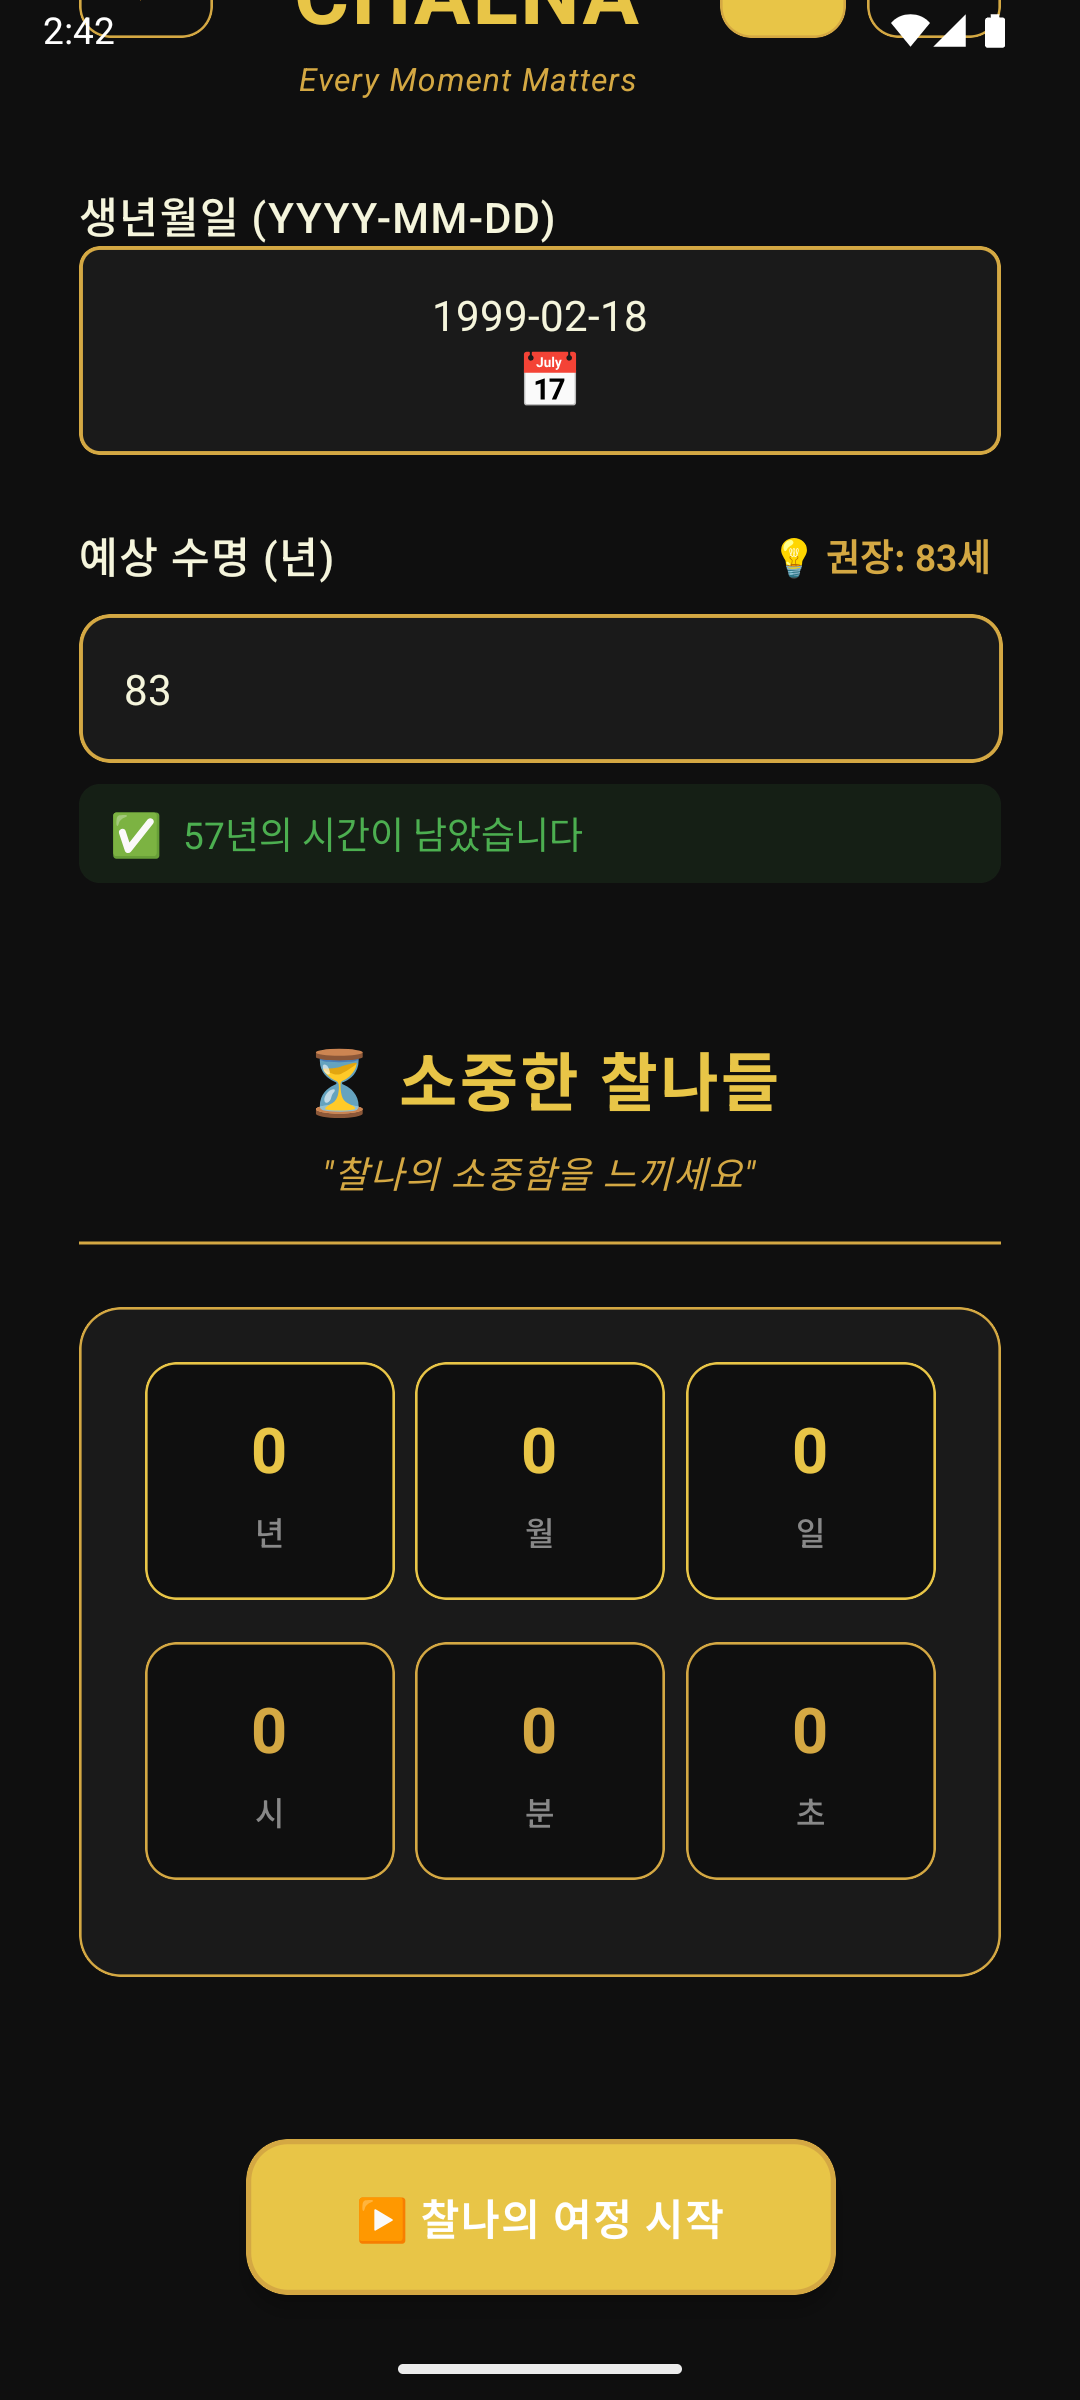 2:42
CHALNA
Every Moment Matters
생년월일 (YYYY-MM-DD)
1999-02-18
July
17
예상 수명 (년)
💡 권장: 83세
83
✅ 57년의 시간이 남았습니다
⏳ 소중한 찰나들
"찰나의 소중함을 느끼세요"
0
년
0
월
0
일
0
시
0
분
0
초
▶️ 찰나의 여정 시작